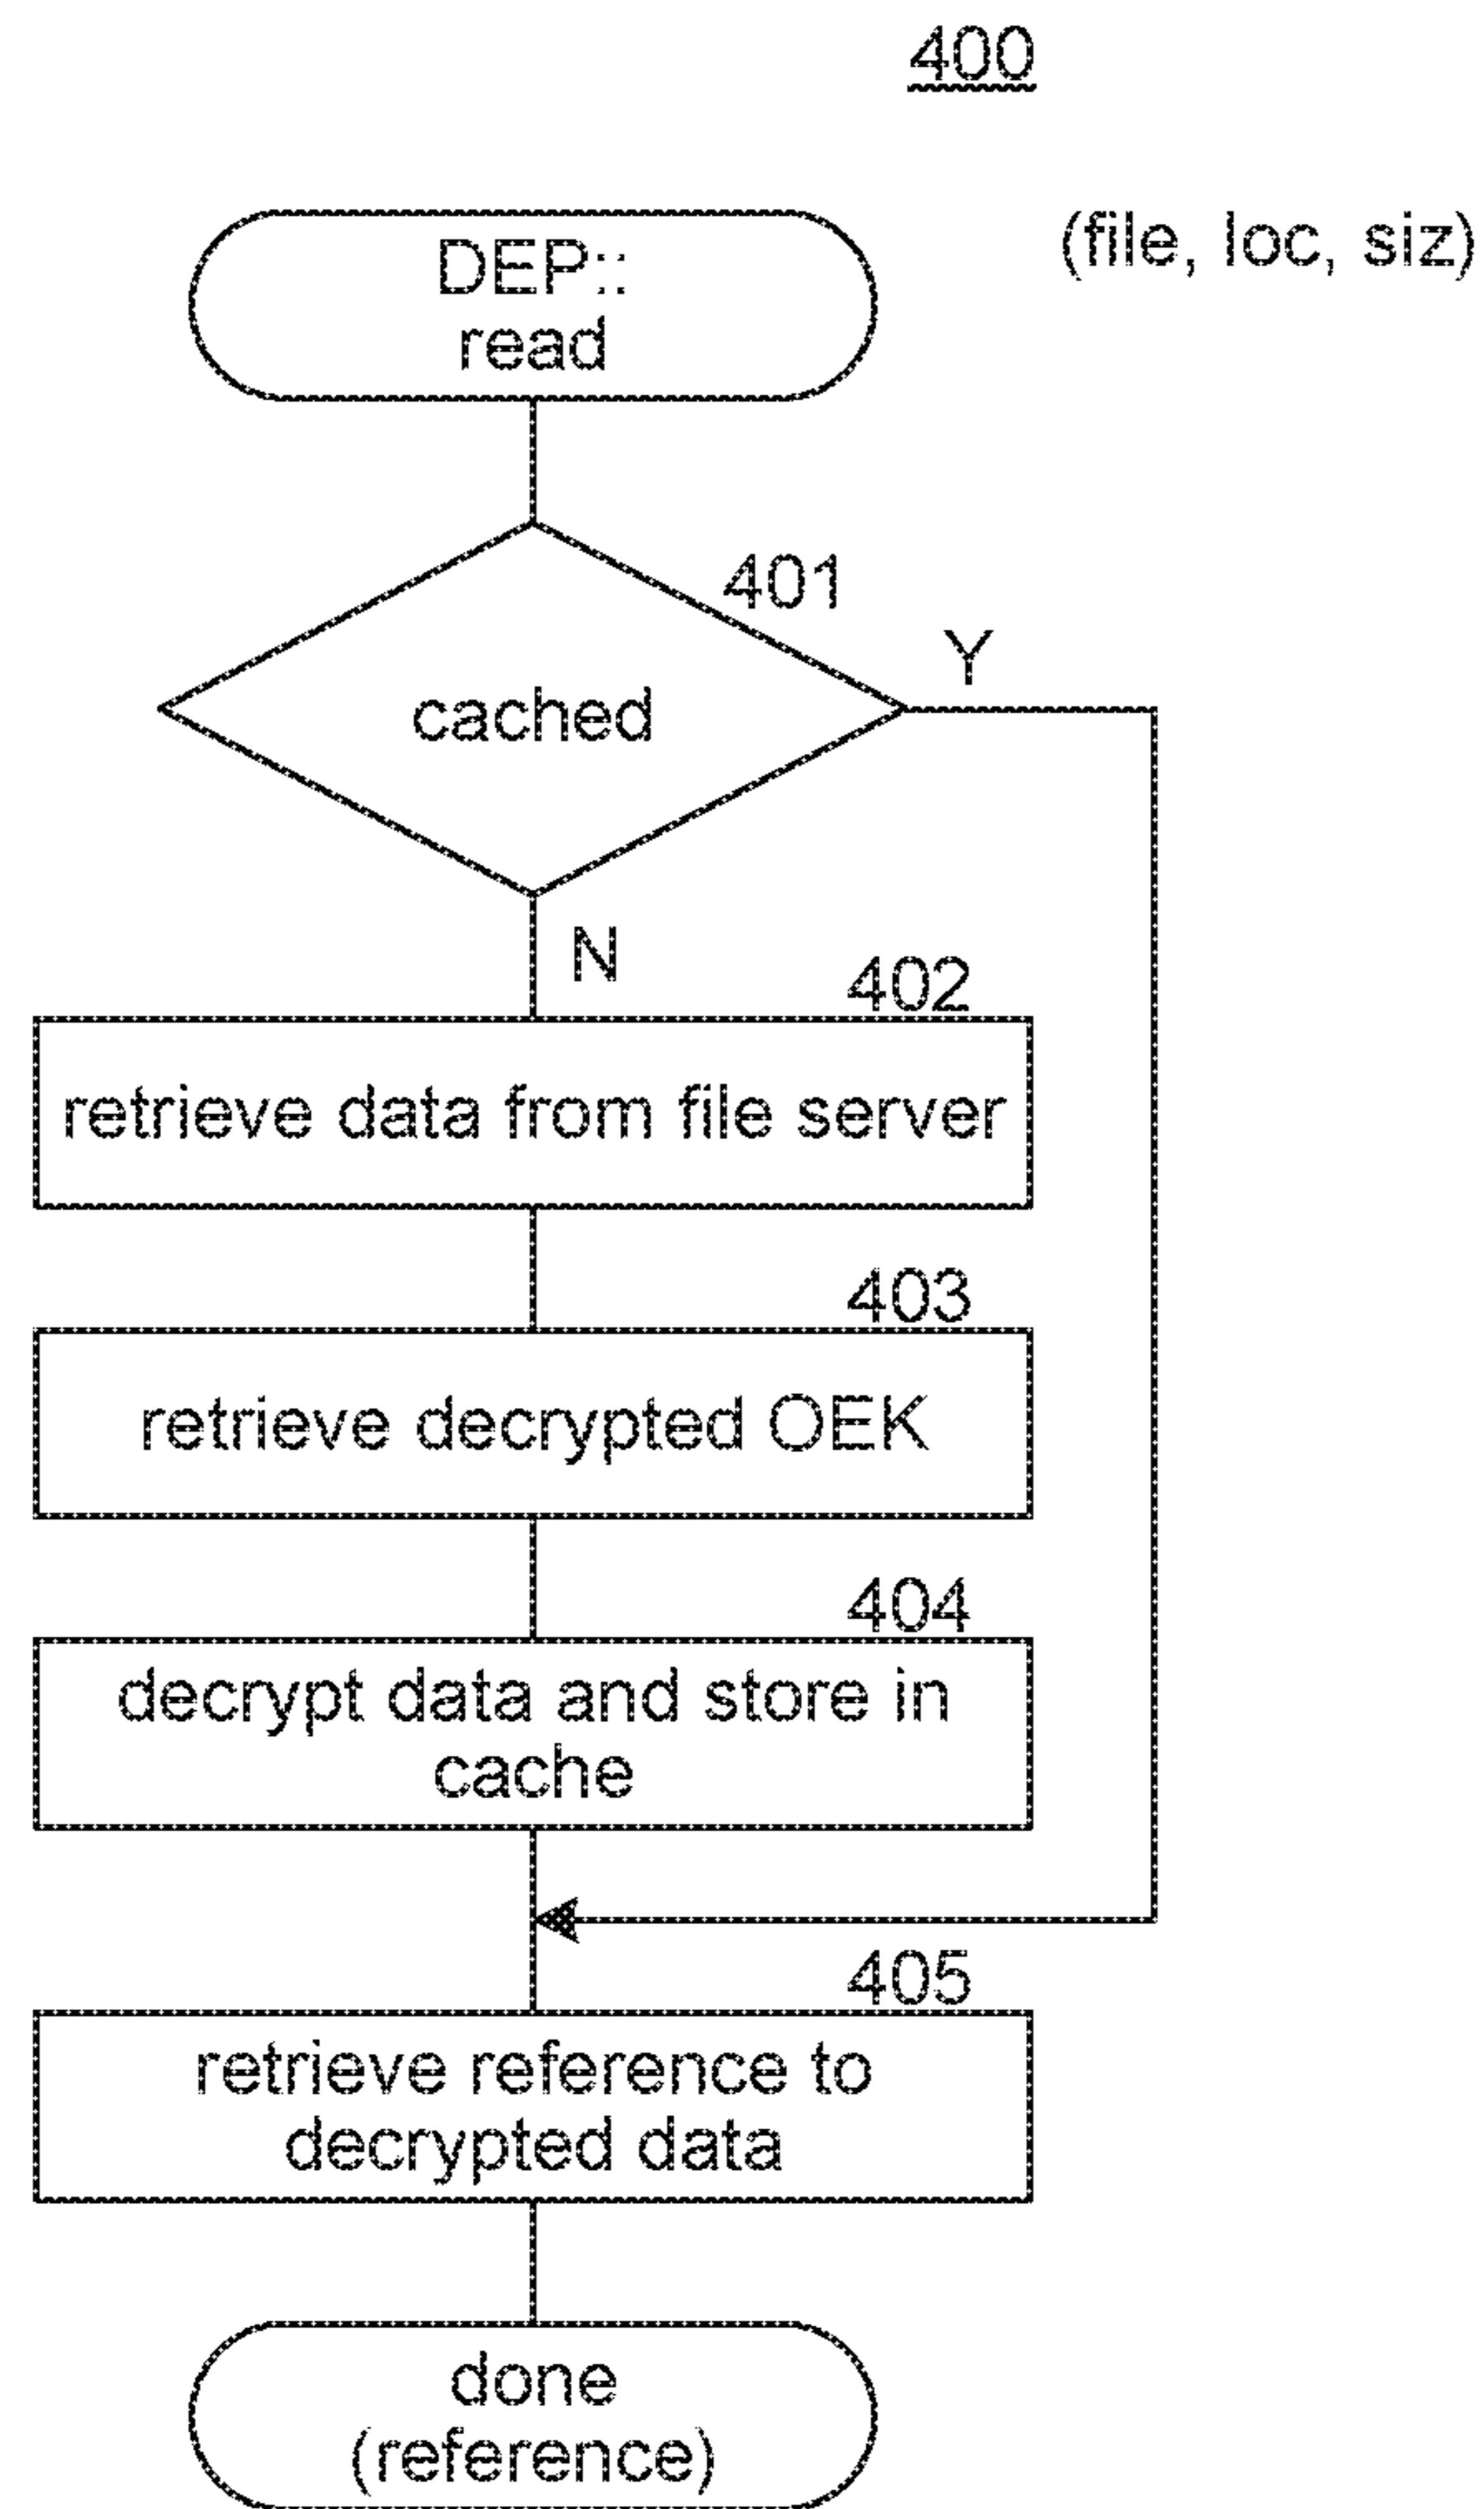 400
DEP::
read
(file, loc, siz)
401
Y
cached
N
402
retrieve data from file server
403
retrieve decrypted OEK
404
decrypt data and store in
cache
405
retrieve reference to
decrypted data
done
(reference)